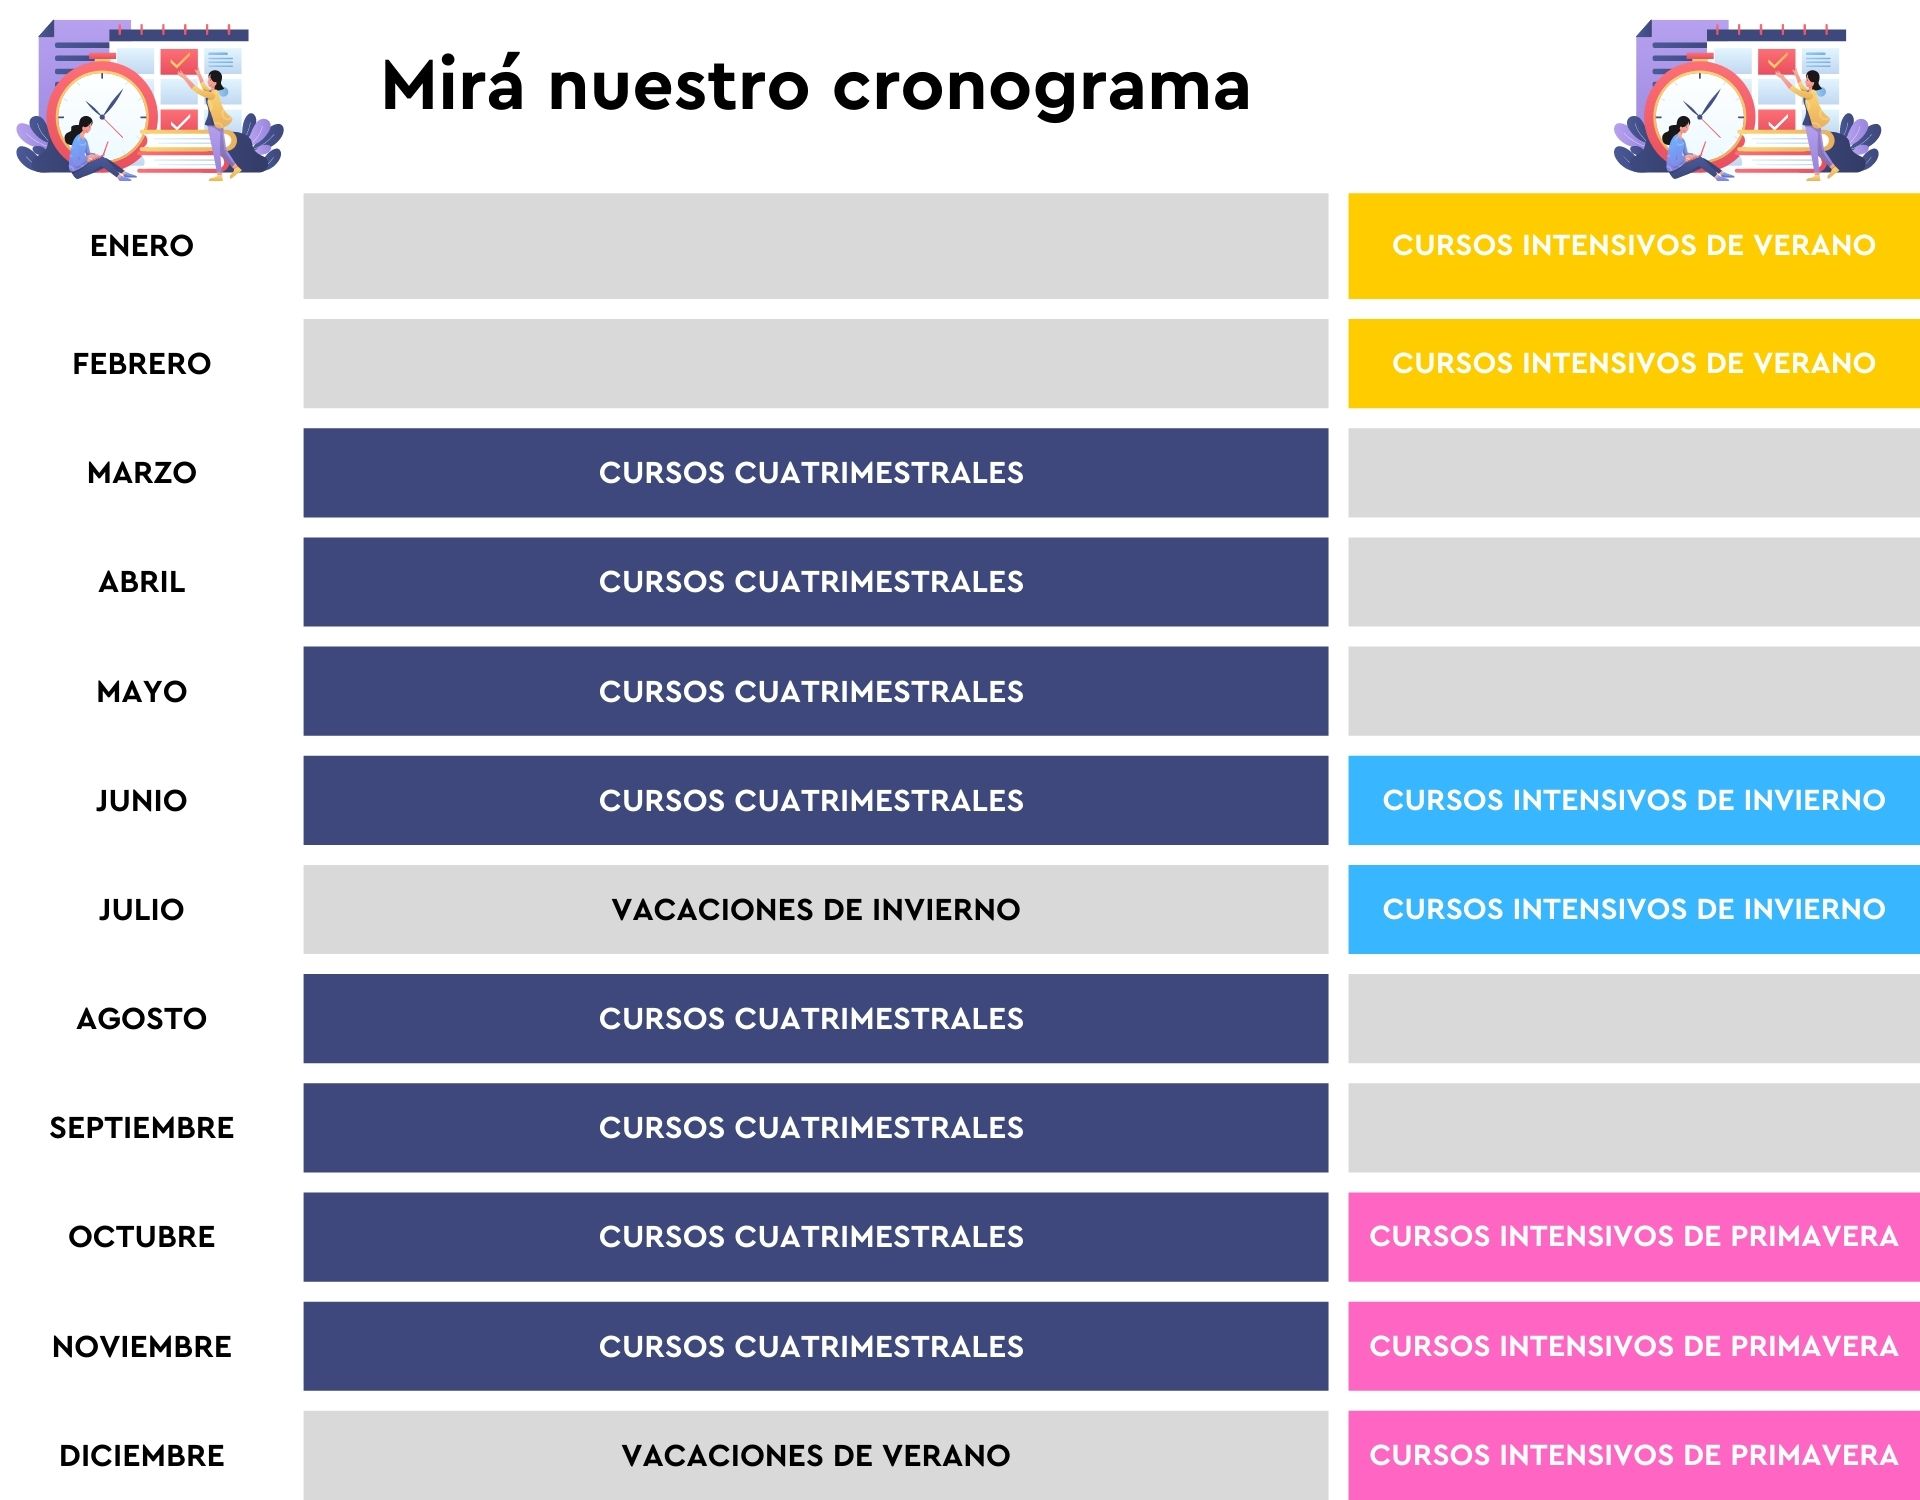 Mirá nuestro cronograma
ENERO
CURSOS INTENSIVOS DE VERANO
FEBRERO
CURSOS INTENSIVOS DE VERANO
MARZO
CURSOS CUATRIMESTRALES
ABRIL
CURSOS CUATRIMESTRALES
MAYO
CURSOS CUATRIMESTRALES
JUNIO
CURSOS CUATRIMESTRALES
CURSOS INTENSIVOS DE INVIERNO
JULIO
VACACIONES DE INVIERNO
CURSOS INTENSIVOS DE INVIERNO
AGOSTO
CURSOS CUATRIMESTRALES
SEPTIEMBRE
CURSOS CUATRIMESTRALES
OCTUBRE
CURSOS CUATRIMESTRALES
CURSOS INTENSIVOS DE PRIMAVERA
NOVIEMBRE
CURSOS CUATRIMESTRALES
CURSOS INTENSIVOS DE PRIMAVERA
DICIEMBRE
VACACIONES DE VERANO
CURSOS INTENSIVOS DE PRIMAVERA